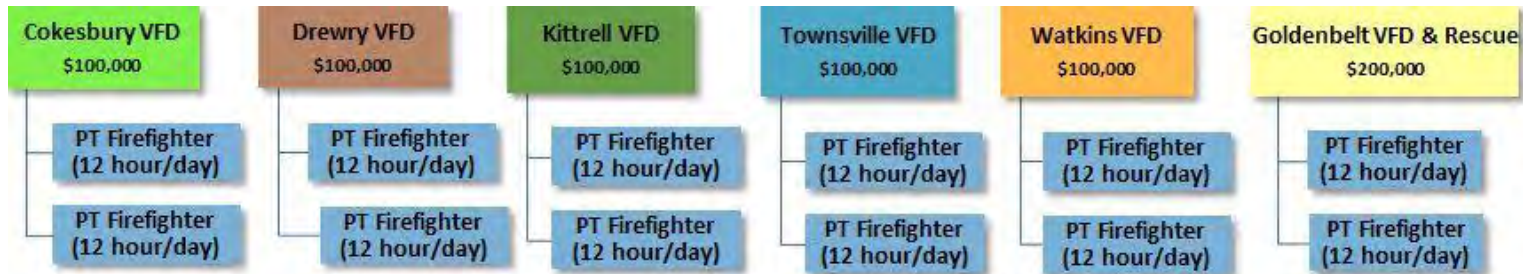 Cokesbury VFD
$100,000
PT Firefighter
(12 hour/day)
PT Firefighter
(12 hour/day)
Drewry VFD
$100,000
PT Firefighter
(12 hour/day)
PT Firefighter
(12 hour/day)
Kittrell VFD
$100,000
PT Firefighter
(12 hour/day)
PT Firefighter
(12 hour/day)
Townsville VFD
$100,000
PT Firefighter
(12 hour/day)
PT Firefighter
(12 hour/day)
Watkins VFD
$100,000
PT Firefighter
(12 hour/day)
PT Firefighter
(12 hour/day)
Goldenbelt VFD & Rescue
$200,000
PT Firefighter
(12 hour/day)
PT Firefighter
(12 hour/day)